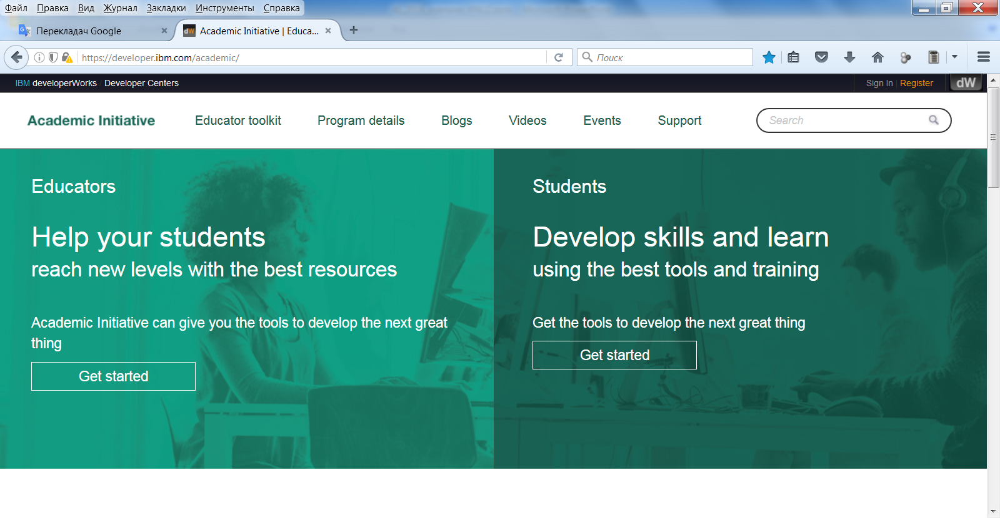 Файл Правка Вид Журнал Закладки Инструменты Справка
Перекладач Google
Academic Initiative | Educa...
https://developer.ibm.com/academic/
Поиск
IBM developerWorks / Developer Centers
Sign In | Register
dW
Academic Initiative
Educator toolkit Program details Blogs Videos Events Support
Search
Educators
Help your students
reach new levels with the best resources
Academic Initiative can give you the tools to develop the next great
thing
Get started
Students
Develop skills and learn
using the best tools and training
Get the tools to develop the next great thing
Get started